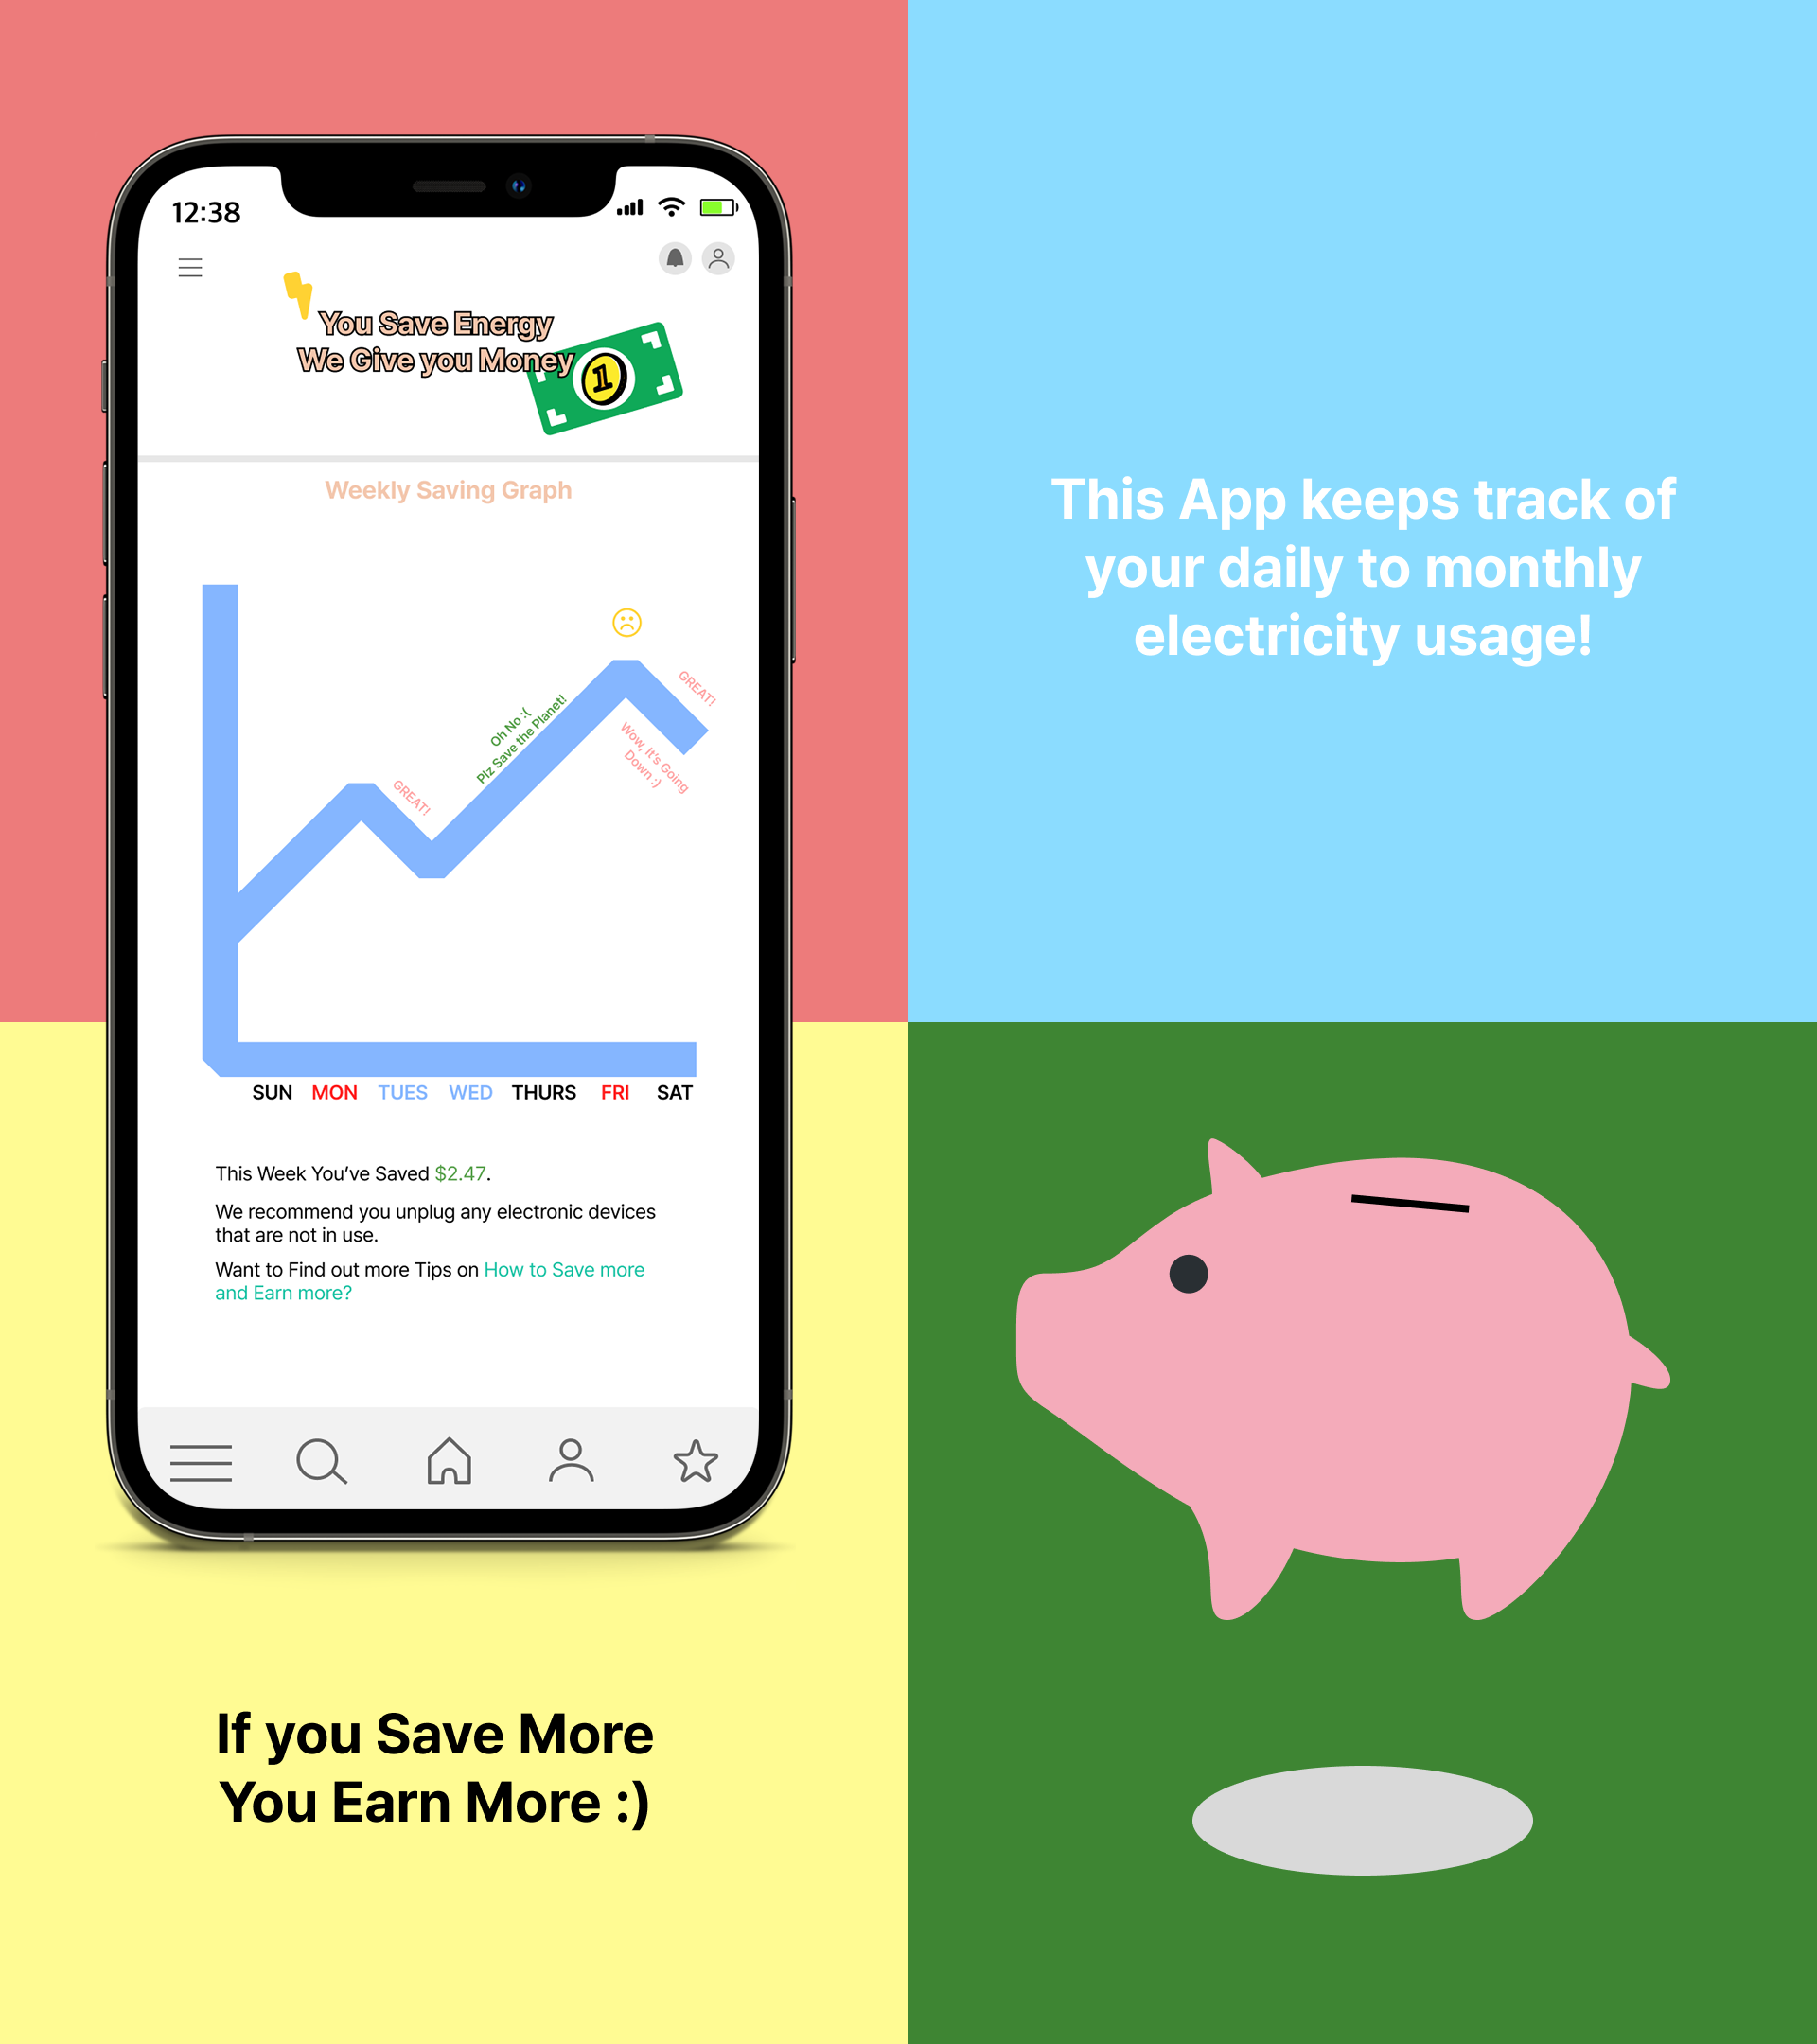 12:38
You Save Energy
We Give you Money
1
Weekly Saving Graph
GREAT!
Oh No :(
Plz Save the Planet!
GREAT!
Wow, It's Going
Down :)
SUN MON TUES WED THURS FRI SAT
This Week You’ve Saved $2.47.
We recommend you unplug any electronic devices
that are not in use.
Want to Find out more Tips on How to Save more
and Earn more?
This App keeps track of
your daily to monthly
electricity usage!
If you Save More
You Earn More :)